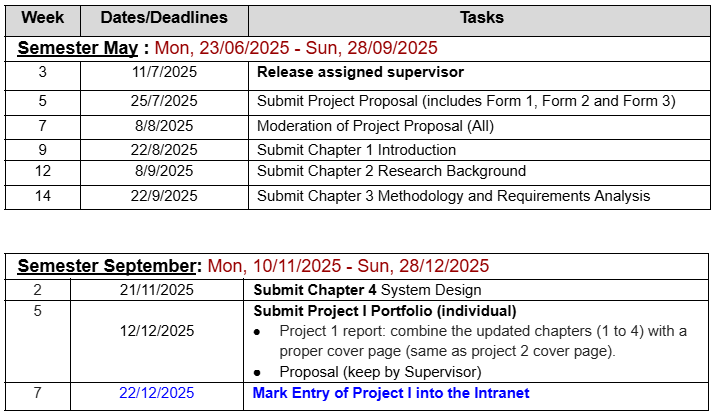 Week Dates/Deadlines Tasks
Semester May : Mon, 23/06/2025 - Sun, 28/09/2025
3 11/7/2025 Release assigned supervisor
5 25/7/2025 Submit Project Proposal (includes Form 1, Form 2 and Form 3)
7 8/8/2025 Moderation of Project Proposal (All)
9 22/8/2025 Submit Chapter 1 Introduction
12 8/9/2025 Submit Chapter 2 Research Background
14 22/9/2025 Submit Chapter 3 Methodology and Requirements Analysis
Semester September: Mon, 10/11/2025 - Sun, 28/12/2025
2 21/11/2025 Submit Chapter 4 System Design
5 Submit Project I Portfolio (individual)
12/12/2025 ● Project 1 report: combine the updated chapters (1 to 4) with a
proper cover page (same as project 2 cover page).
● Proposal (keep by Supervisor)
7 22/12/2025 Mark Entry of Project I into the Intranet